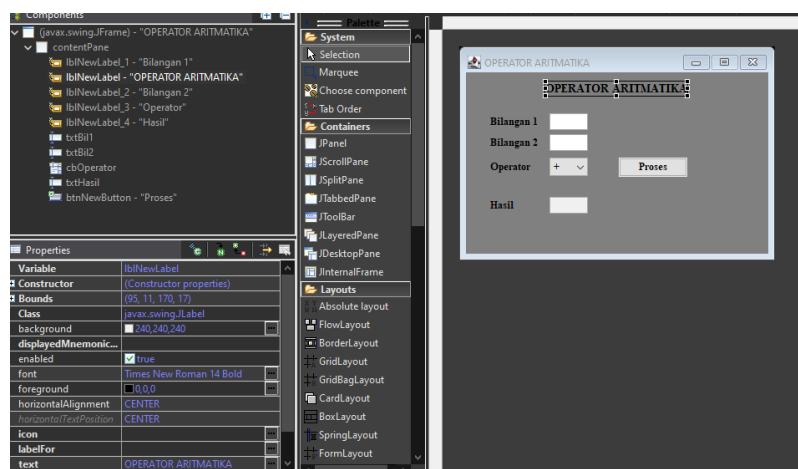 Components
(javax.swing.JFrame) - "OPERATOR ARITMATIKA"
contentPane
lblNewLabel_1 - "Bilangan 1"
lblNewLabel - "OPERATOR ARITMATIKA"
lblNewLabel_2 - "Bilangan 2"
lblNewLabel_3 - "Operator"
lblNewLabel_4 - "Hasil"
txtBil1
txtBil2
cbOperator
txtHasil
btnNewButton - "Proses"
Properties
Variable lblNewLabel
Constructor (Constructor properties)
Bounds (95, 11, 170, 17)
Class javax.swing.JLabel
background 240,240,240
displayedMnemonic...
enabled true
font Times New Roman 14 Bold
foreground 0,0,0
horizontalAlignment CENTER
horizontalTextPosition CENTER
icon
labelFor
text OPERATOR ARITMATIKA
Palette
System
Selection
Marquee
Choose component
Tab Order
Containers
JPanel
JScrollPane
JSplitPane
JTabbedPane
JToolBar
JLayeredPane
JDesktopPane
JInternalFrame
Layouts
Absolute layout
FlowLayout
BorderLayout
GridLayout
GridBagLayout
CardLayout
BoxLayout
SpringLayout
FormLayout
OPERATOR ARITMATIKA
OPERATOR ARITMATIKA
Bilangan 1
Bilangan 2
Operator + Proses
Hasil